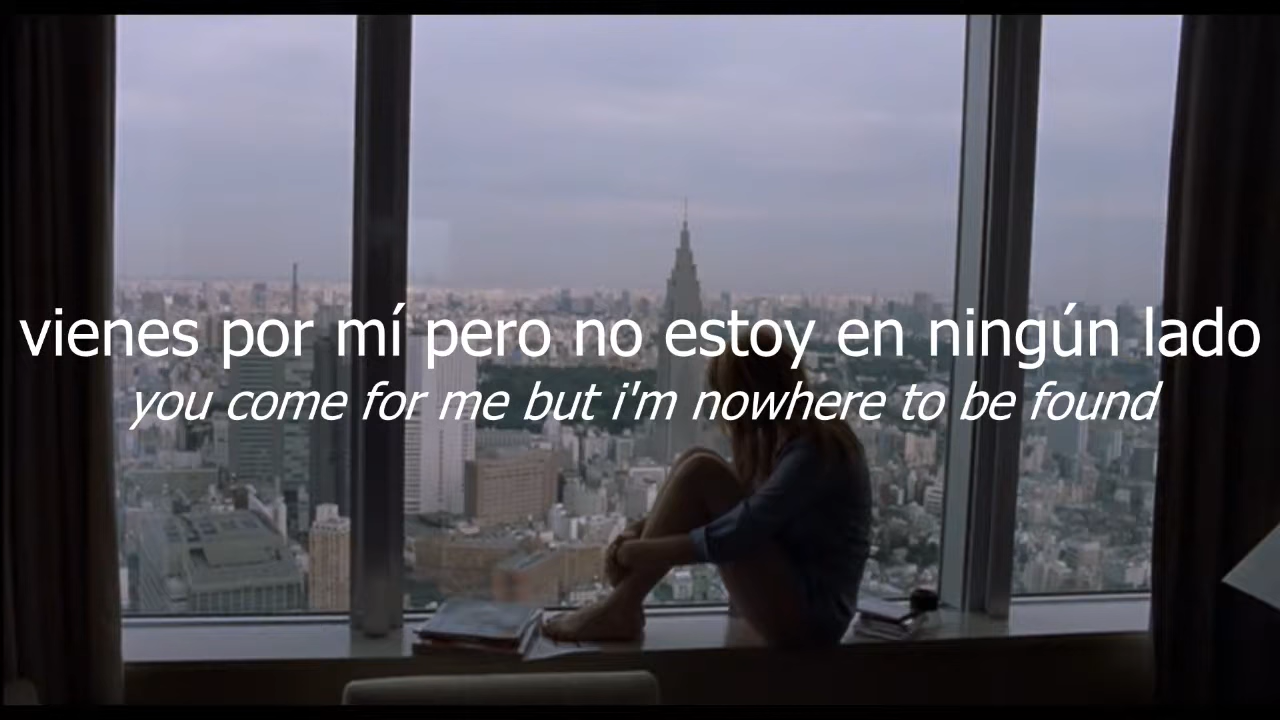 vienes por mí pero no estoy en ningún lado
you come for me but i'm nowhere to be found